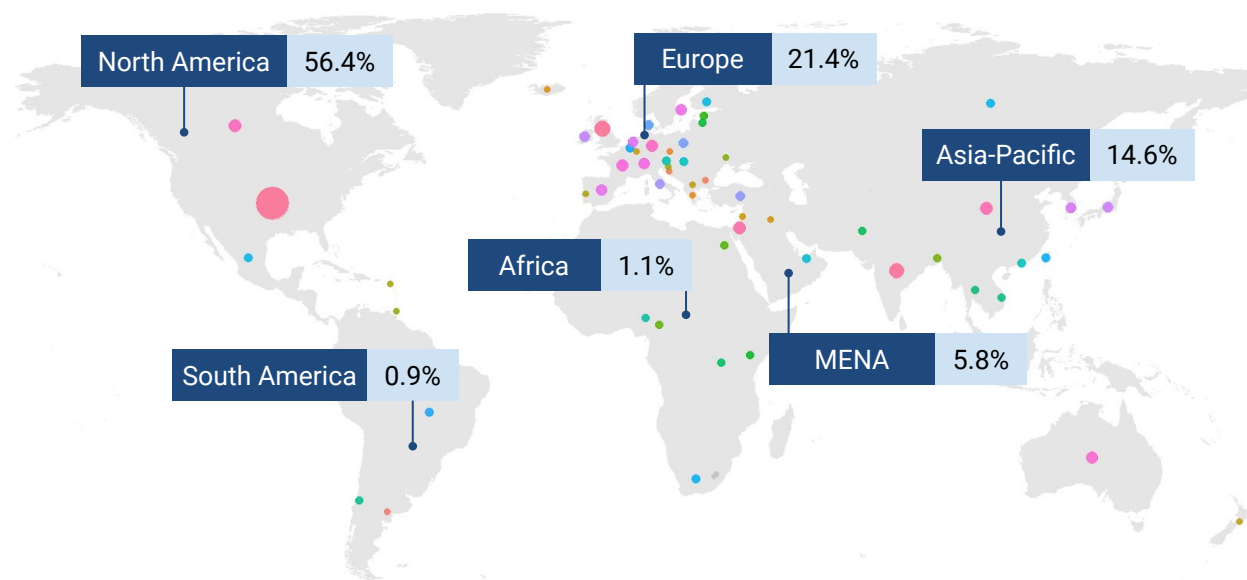 North America 56.4%
Europe 21.4%
Asia-Pacific 14.6%
Africa 1.1%
MENA 5.8%
South America 0.9%